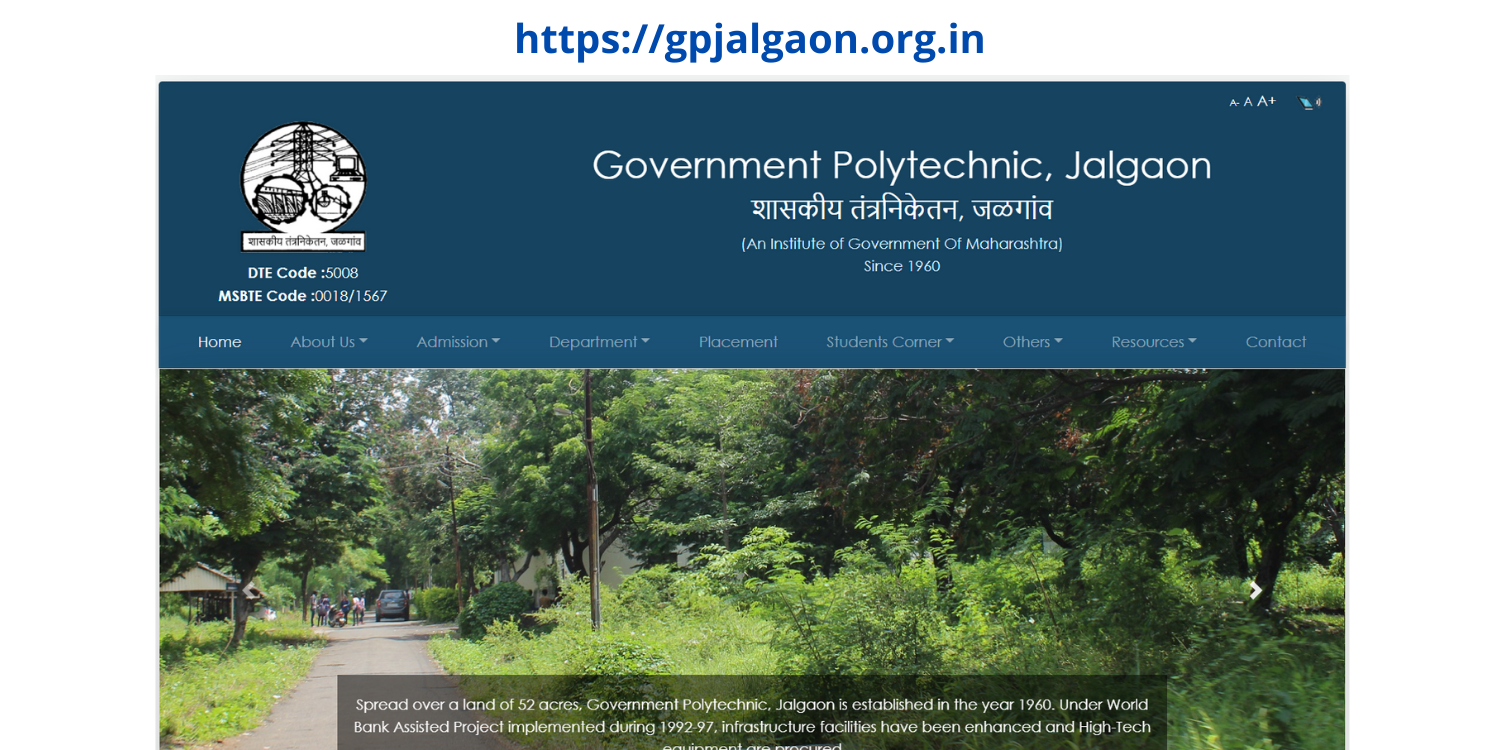 https://gpjalgaon.org.in
A- A A+
शासकीय तंत्रनिकेतन, जळगांव
DTE Code :5008
MSBTE Code :0018/1567
Government Polytechnic, Jalgaon
शासकीय तंत्रनिकेतन, जळगांव
(An Institute of Government Of Maharashtra)
Since 1960
Home About Us Admission Department Placement Students Corner Others Resources Contact
Spread over a land of 52 acres, Government Polytechnic, Jalgaon is established in the year 1960. Under World
Bank Assisted Project implemented during 1992-97, infrastructure facilities have been enhanced and High-Tech
equipment are procured.